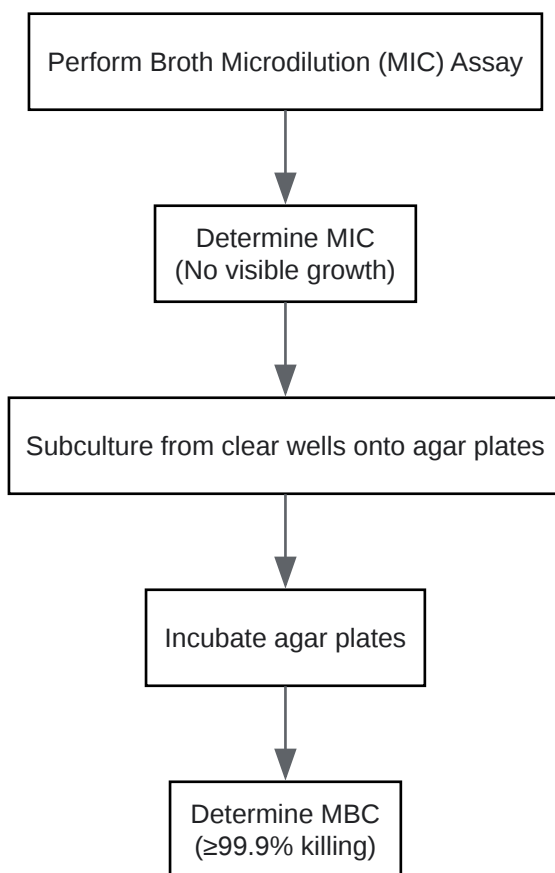 Perform Broth Microdilution (MIC) Assay
Determine MIC
(No visible growth)
Subculture from clear wells onto agar plates
Incubate agar plates
Determine MBC
(≥99.9% killing)